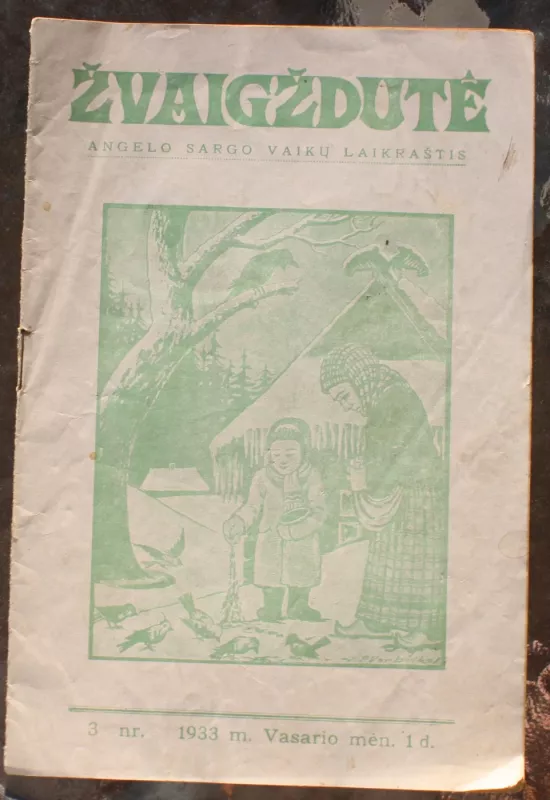 ŽVAIGŽDUTĖ
ANGELO SARGO VAIKŲ LAIKRAŠTIS
3 nr. 1933 m. Vasario mėn. 1 d.